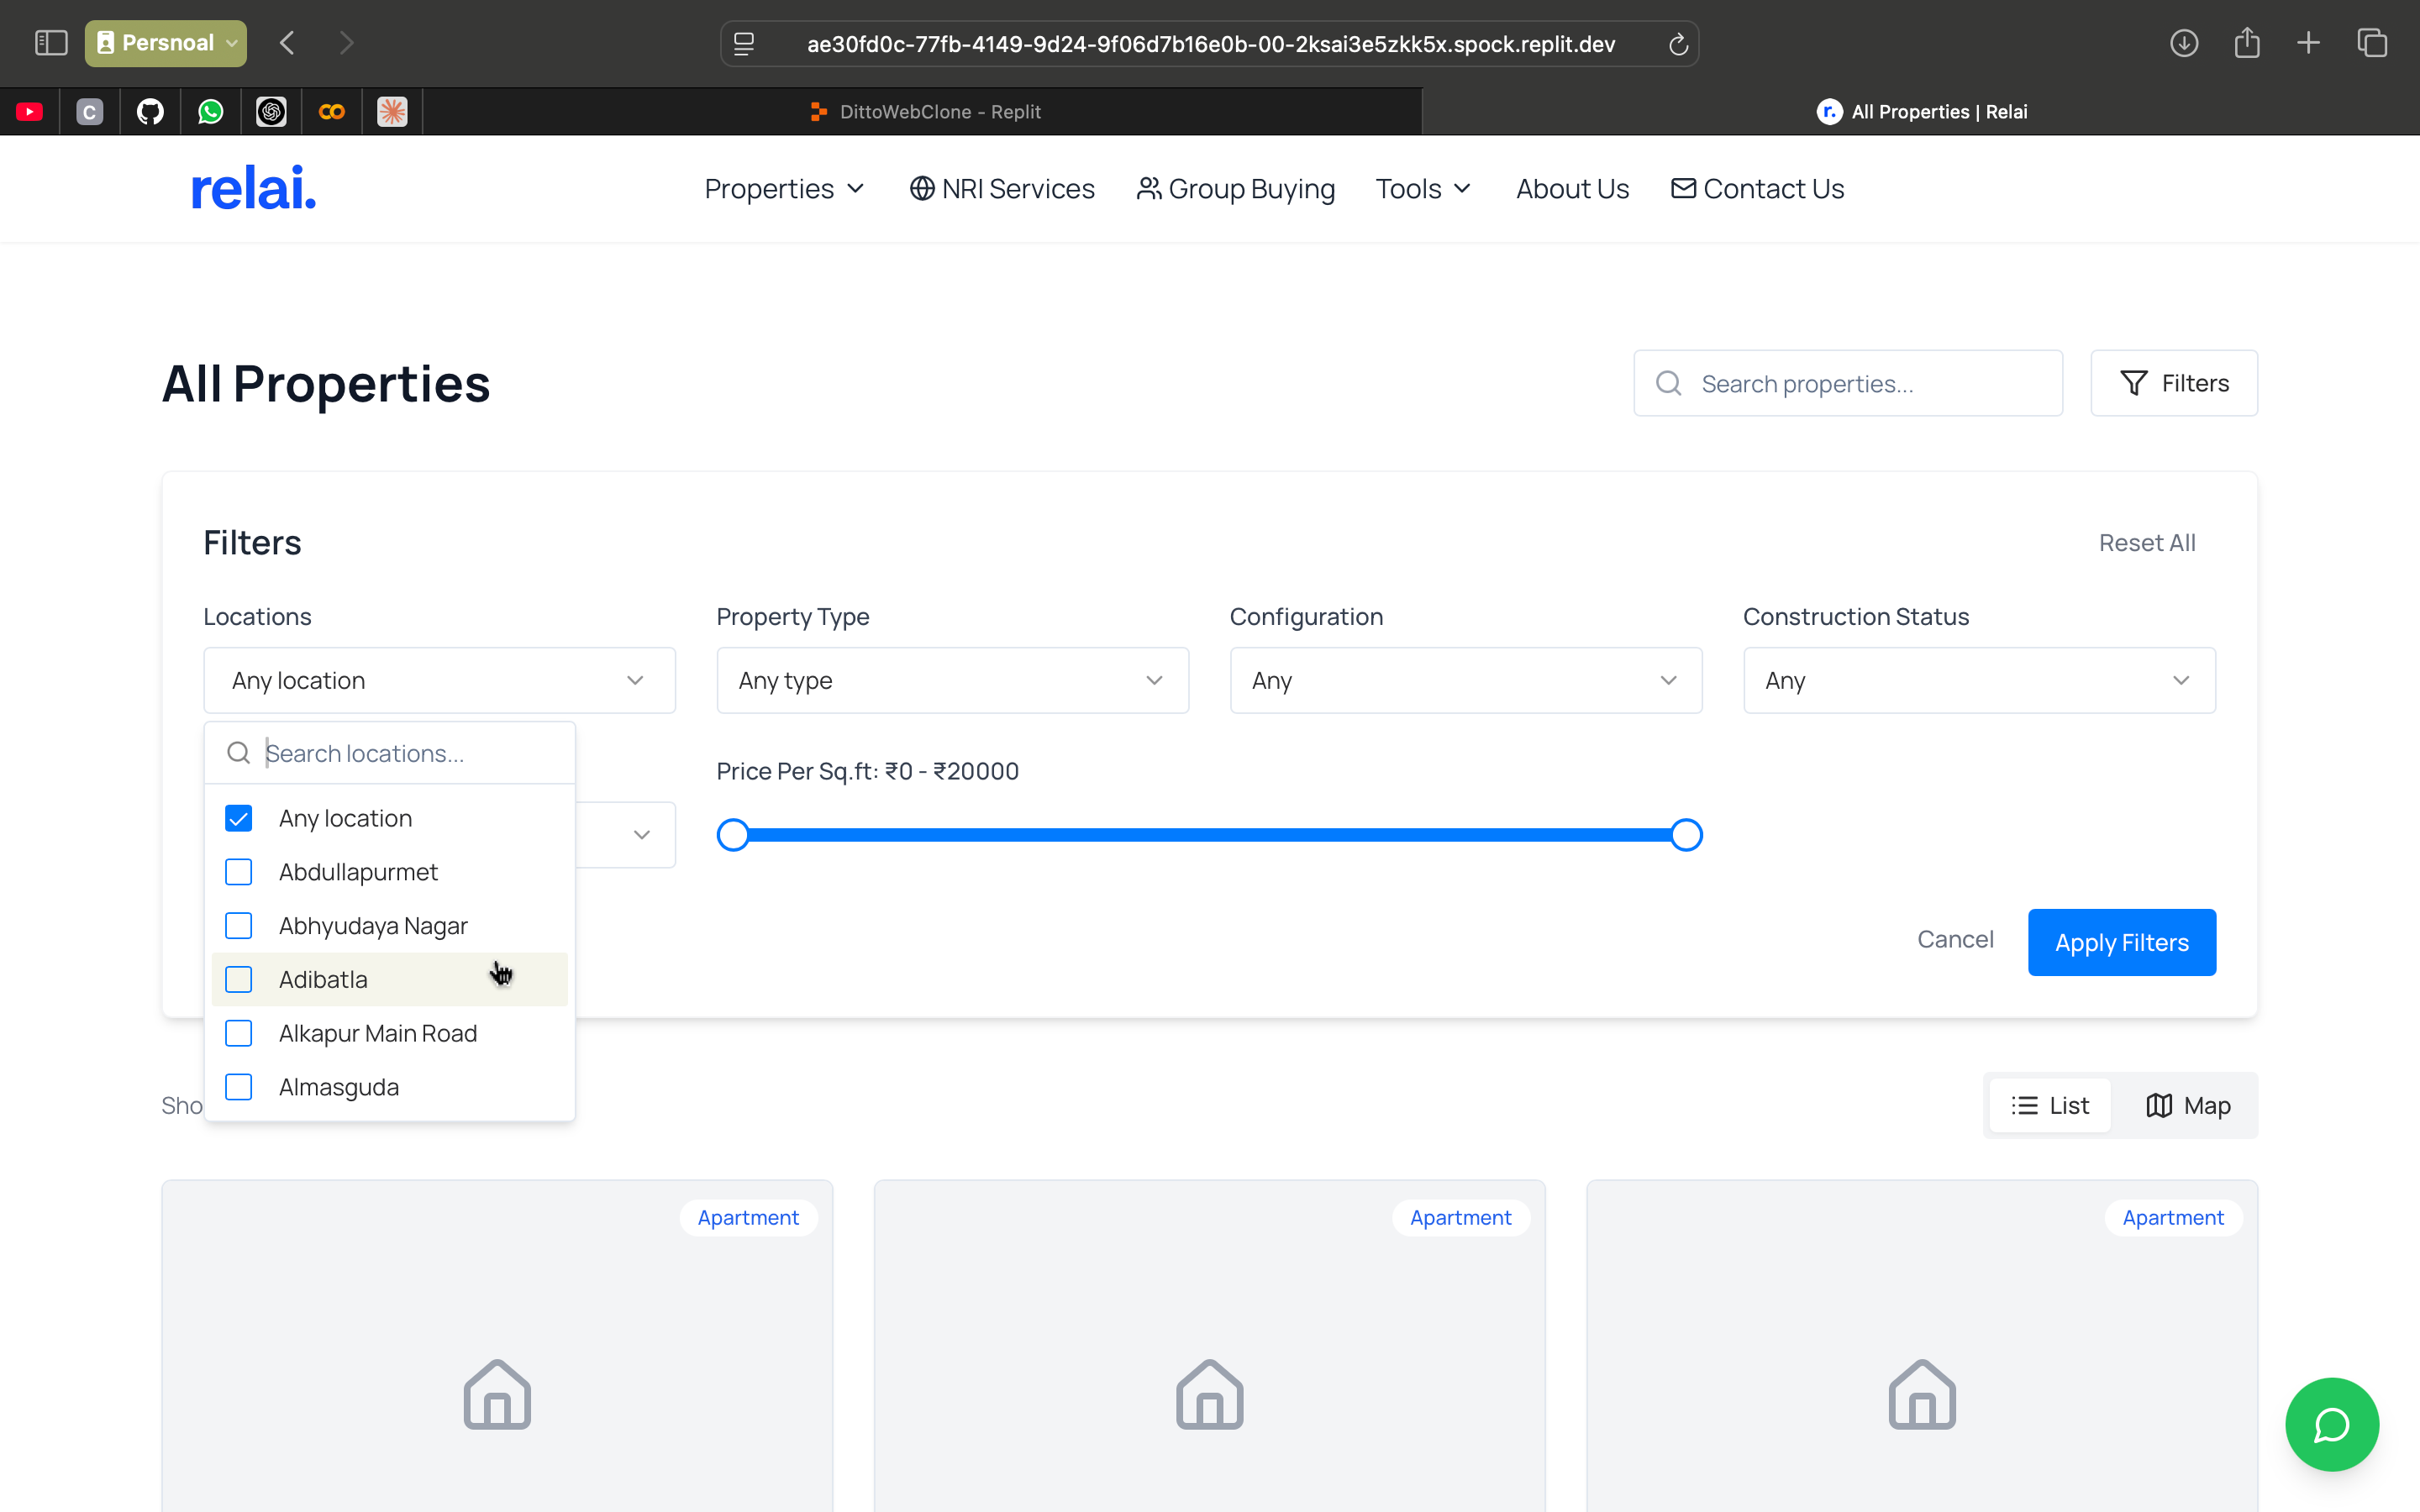 Persnoal
ae30fd0c-77fb-4149-9d24-9f06d7b16e0b-00-2ksai3e5zkk5x.spock.replit.dev
C
DittoWebClone - Replit
r. All Properties | Relai
relai.
Properties
NRI Services
Group Buying
Tools
About Us
Contact Us
All Properties
Search properties...
Filters
Filters
Reset All
Locations
Property Type
Configuration
Construction Status
Any location
Any type
Any
Any
Search locations...
Price Per Sq.ft: ₹0 - ₹20000
Any location
Abdullapurmet
Abhyudaya Nagar
Cancel
Apply Filters
Adibatla
Alkapur Main Road
Almasguda
Sho
List
Map
Apartment
Apartment
Apartment